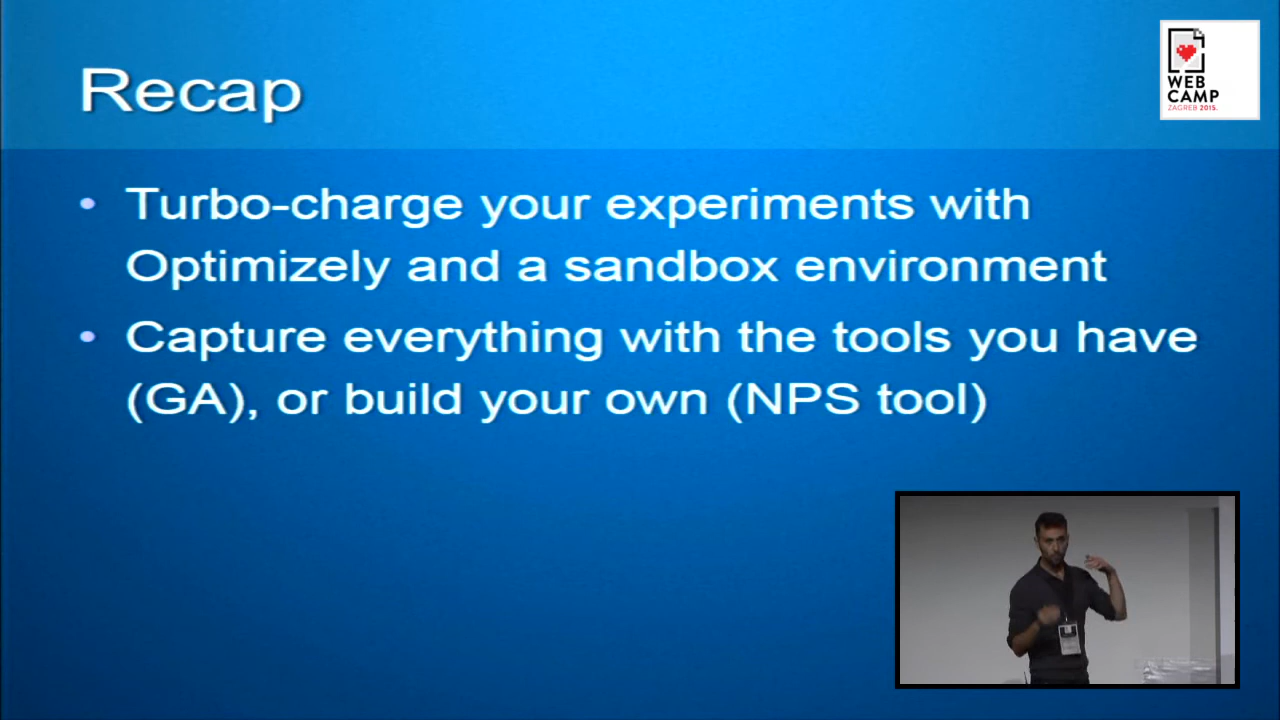 Recap
WEB
CAMP
ZAGREB 2015.
• Turbo-charge your experiments with
Optimizely and a sandbox environment
• Capture everything with the tools you have
(GA), or build your own (NPS tool)